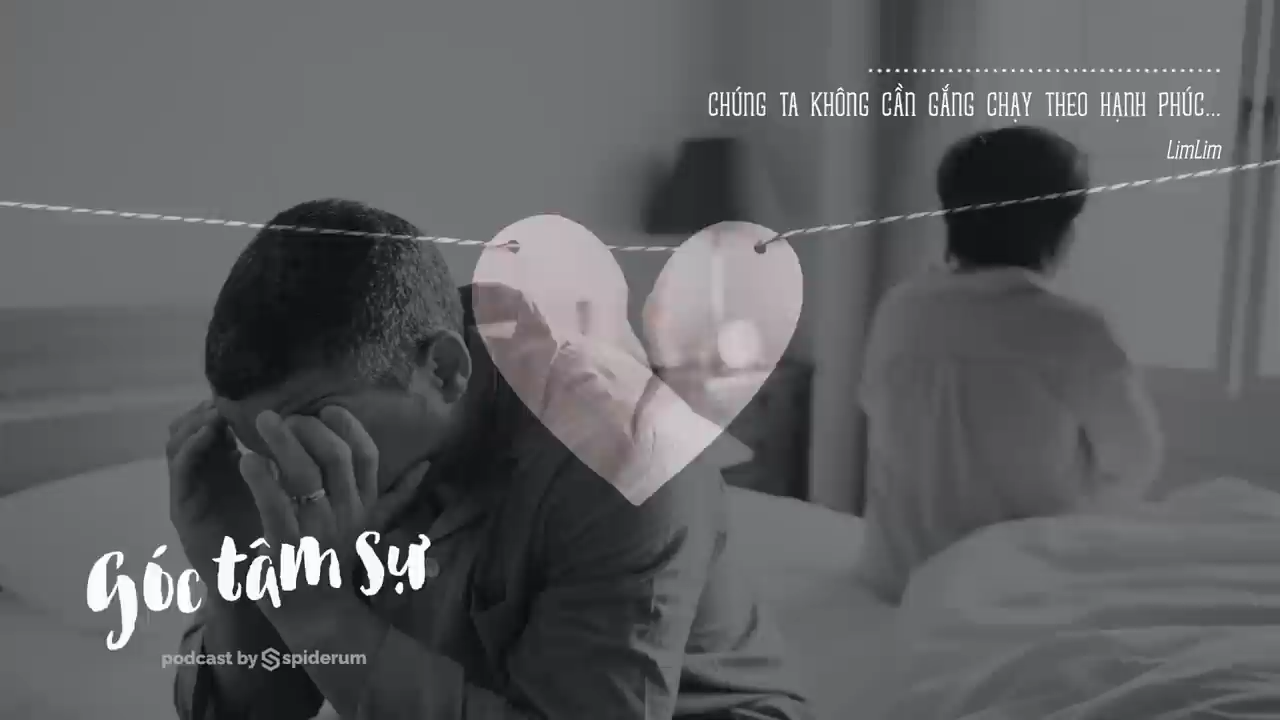 CHÚNG TA KHÔNG CẦN GẮNG CHẠY THEO HẠNH PHÚC...
LimLim
Góc tâm sự
podcast by spiderum